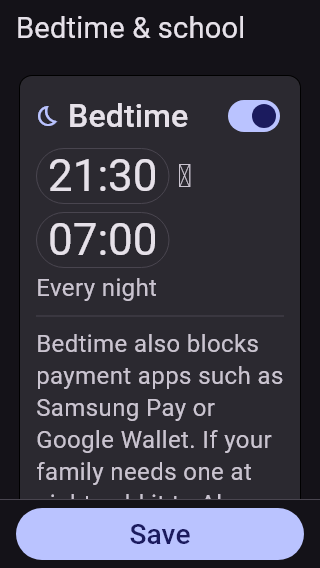 Bedtime & school
Bedtime
21:30
07:00
Every night
Bedtime also blocks
payment apps such as
Samsung Pay or
Google Wallet. If your
family needs one at
Save